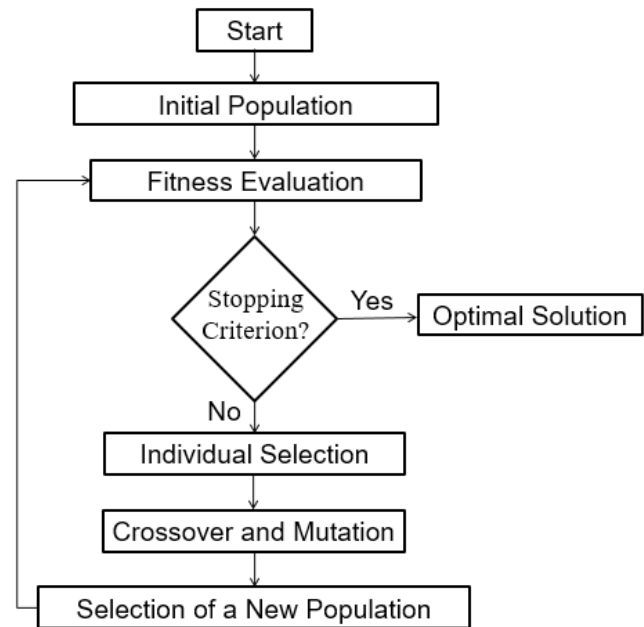 Start
Initial Population
Fitness Evaluation
Stopping
Criterion?
Yes
Optimal Solution
No
Individual Selection
Crossover and Mutation
Selection of a New Population